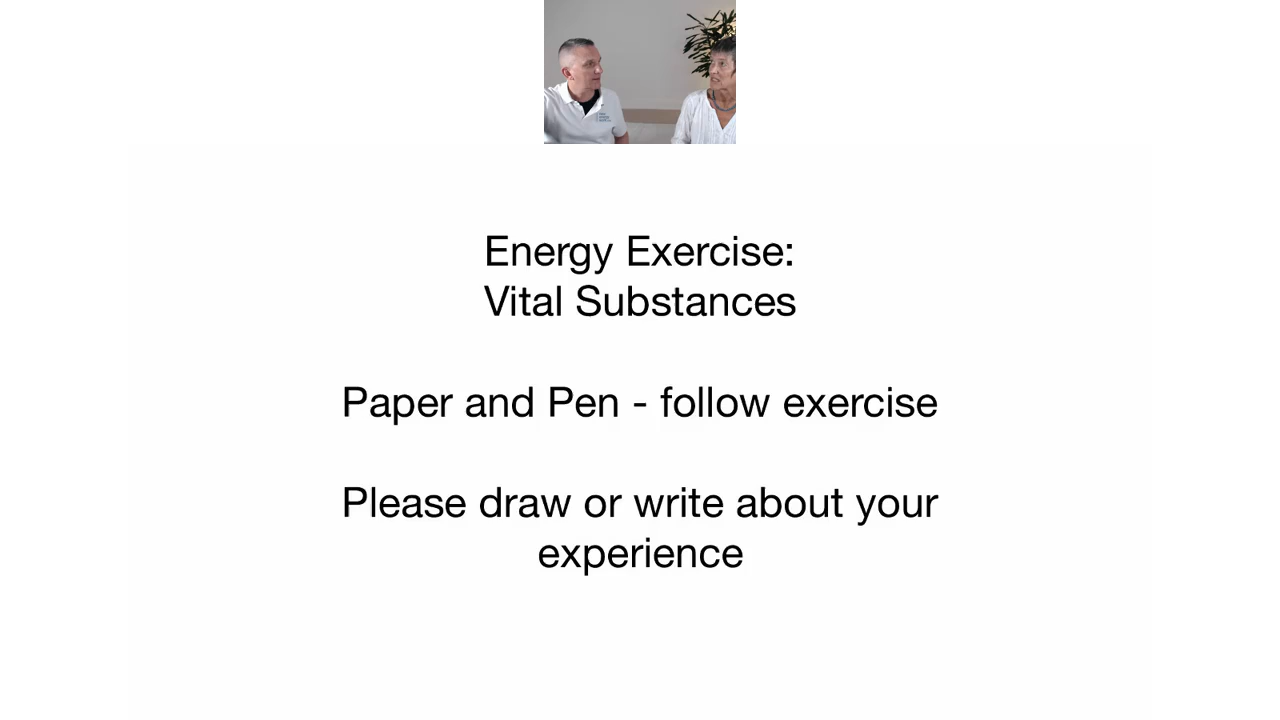 Energy Exercise:
Vital Substances
Paper and Pen - follow exercise
Please draw or write about your
experience